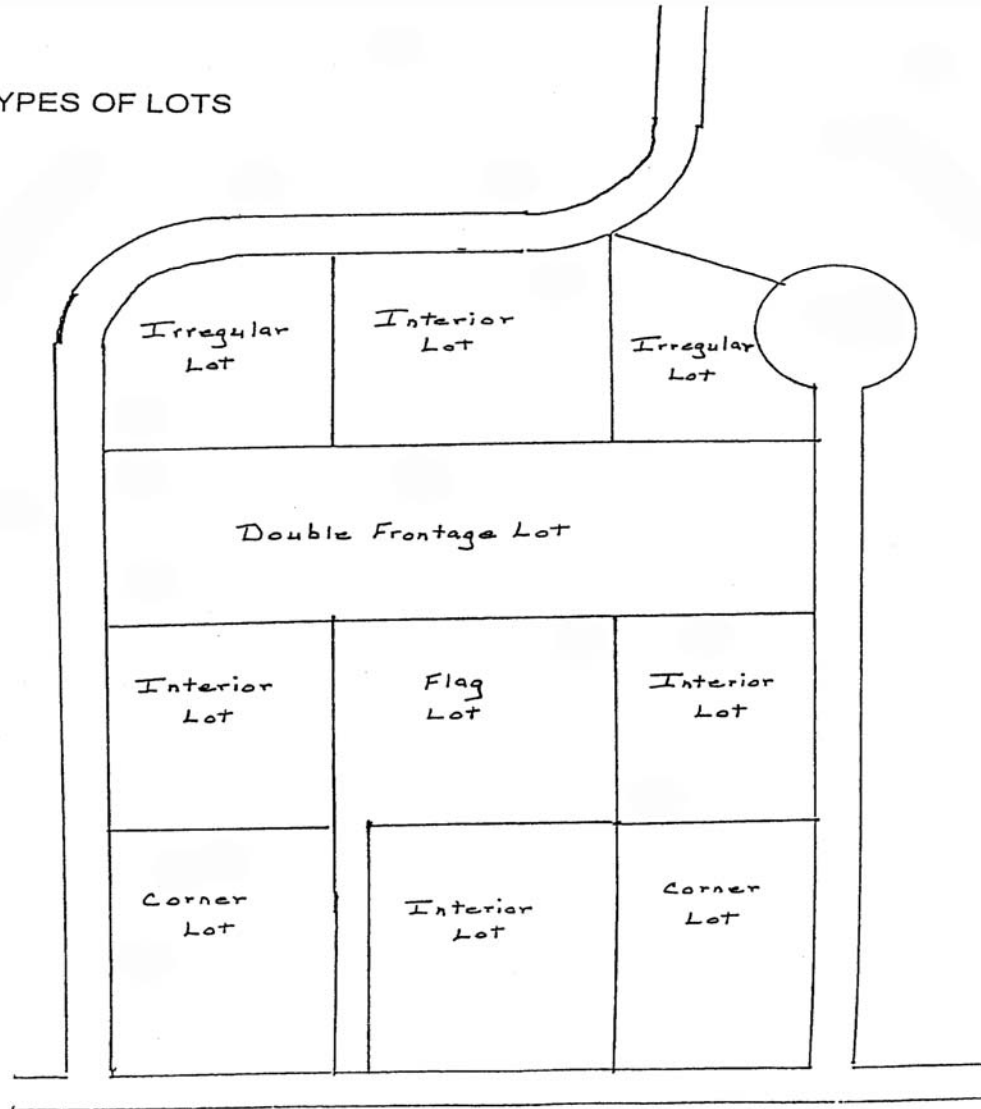 YPES OF LOTS
Irregular
Lot
Interior
Lot
Irregular
Lot
Double Frontage Lot
Interior
Lot
Flag
Lot
Interior
Lot
Corner
Lot
Interior
Lot
Corner
Lot